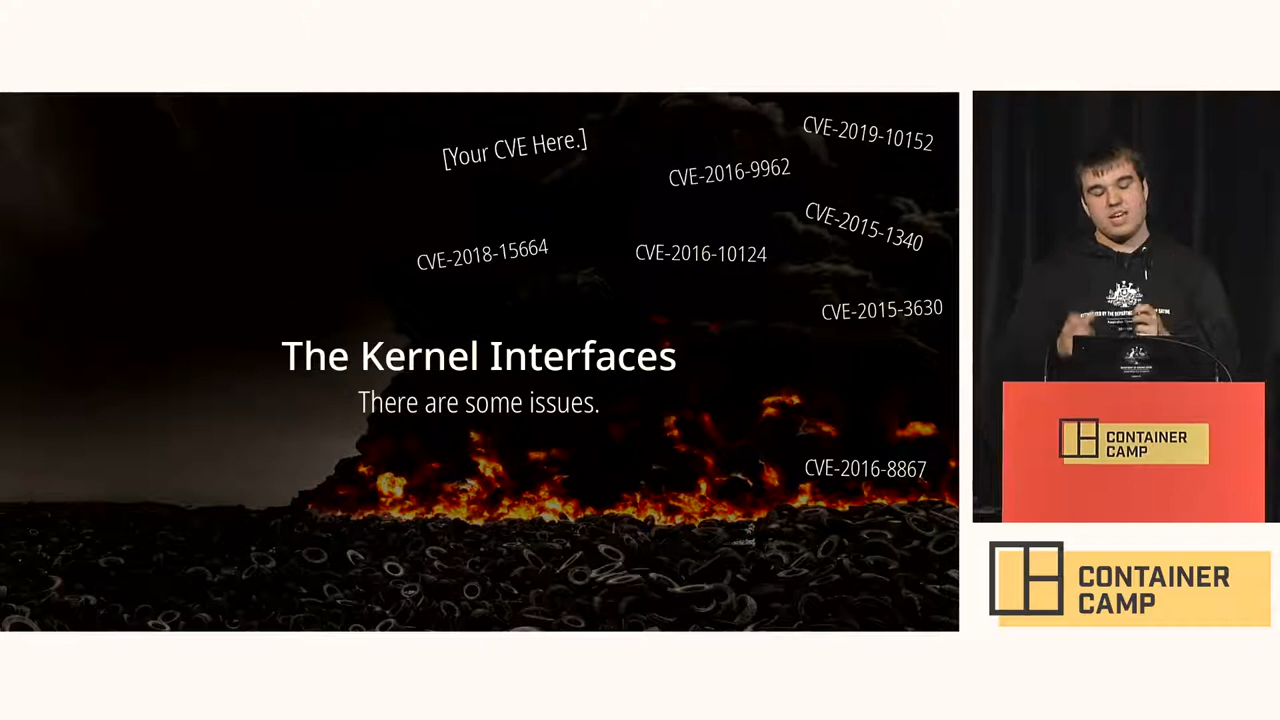 [Your CVE Here.]
CVE-2019-10152
CVE-2016-9962
CVE-2015-1340
CVE-2018-15664
CVE-2016-10124
CVE-2015-3630
The Kernel Interfaces
There are some issues.
CVE-2016-8867
CONTAINER
CAMP
CONTAINER
CAMP